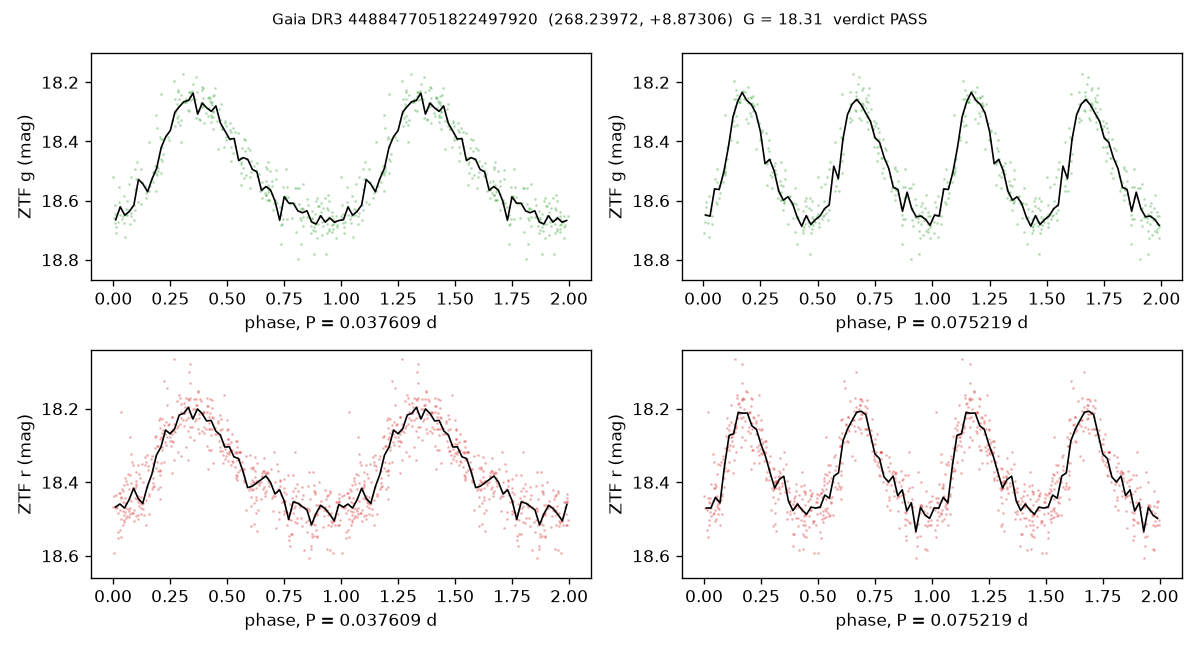 Gaia DR3 4488477051822497920  (268.23972, +8.87306)  G = 18.31  verdict PASS
ZTF g (mag)
18.2
18.4
18.6
18.8
0.00 0.25 0.50 0.75 1.00 1.25 1.50 1.75 2.00
phase, P = 0.037609 d
ZTF g (mag)
18.2
18.4
18.6
18.8
0.00 0.25 0.50 0.75 1.00 1.25 1.50 1.75 2.00
phase, P = 0.075219 d
ZTF r (mag)
18.2
18.4
18.6
0.00 0.25 0.50 0.75 1.00 1.25 1.50 1.75 2.00
phase, P = 0.037609 d
ZTF r (mag)
18.2
18.4
18.6
0.00 0.25 0.50 0.75 1.00 1.25 1.50 1.75 2.00
phase, P = 0.075219 d